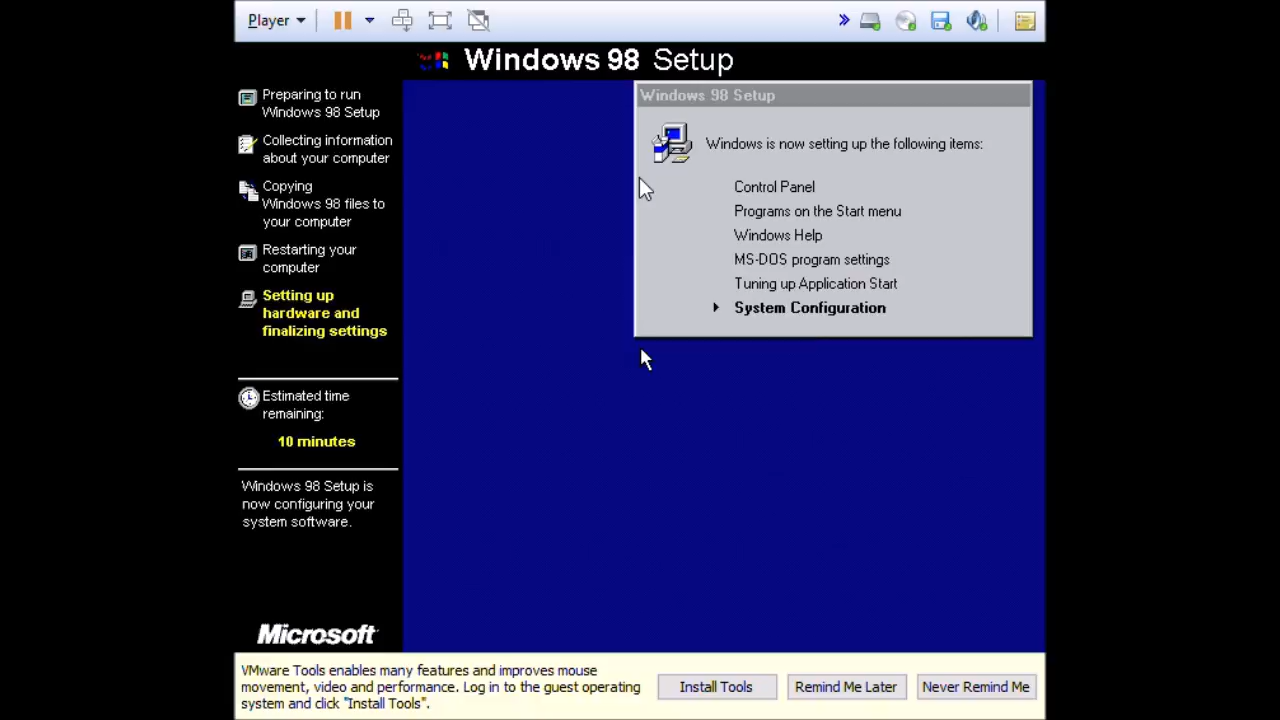 Player
Windows 98 Setup
Preparing to run
Windows 98 Setup
Collecting information
about your computer
Copying
Windows 98 files to
your computer
Restarting your
computer
Setting up
hardware and
finalizing settings
Estimated time
remaining:
10 minutes
Windows 98 Setup is
now configuring your
system software.
Microsoft
Windows 98 Setup
Windows is now setting up the following items:
Control Panel
Programs on the Start menu
Windows Help
MS-DOS program settings
Tuning up Application Start
System Configuration
VMware Tools enables many features and improves mouse
movement, video and performance. Log in to the guest operating
system and click "Install Tools".
Install Tools
Remind Me Later
Never Remind Me